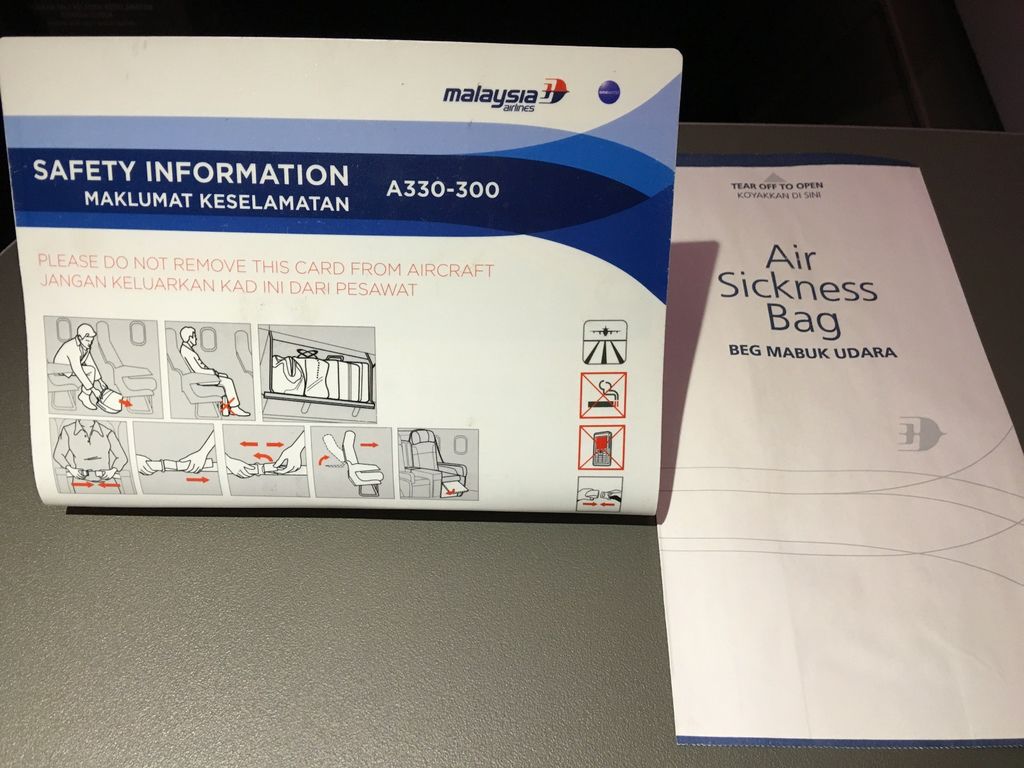 malaysia
airlines
SAFETY INFORMATION
MAKLUMAT KESELAMATAN
A330-300
PLEASE DO NOT REMOVE THIS CARD FROM AIRCRAFT
JANGAN KELUARKAN KAD INI DARI PESAWAT
TEAR OFF TO OPEN
KOYAKKAN DI SINI
Air
Sickness
Bag
BEG MABUK UDARA